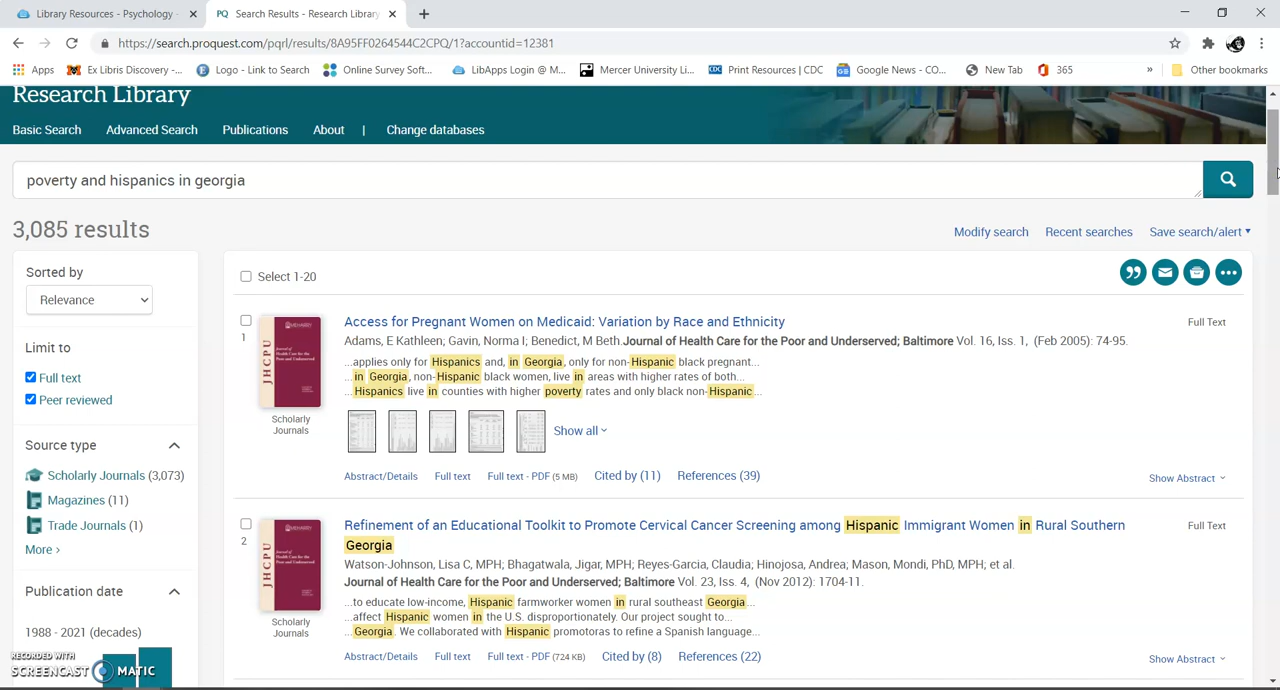 Library Resources - Psychology
PQ Search Results - Research Library
https://search.proquest.com/pqrl/results/8A95FF0264544C2CPQ/1?accountid=12381
Apps
Ex Libris Discovery -...
Logo - Link to Search
Online Survey Soft...
LibApps Login @ M...
Mercer University Li...
CDC Print Resources | CDC
Google News - CO...
New Tab
365
»
Other bookmarks
Research Library
Basic Search Advanced Search Publications About | Change databases
poverty and hispanics in georgia
3,085 results
Modify search Recent searches Save search/alert
Sorted by
Relevance
Limit to
Full text
Peer reviewed
Source type
Scholarly Journals (3,073)
Magazines (11)
Trade Journals (1)
More >
Publication date
1988 - 2021 (decades)
RECORDED WITH
SCREENCAST MATIC
Select 1-20
1
JHCPU
Scholarly
Journals
Access for Pregnant Women on Medicaid: Variation by Race and Ethnicity
Full Text
Adams, E Kathleen; Gavin, Norma I; Benedict, M Beth.Journal of Health Care for the Poor and Underserved; Baltimore Vol. 16, Iss. 1, (Feb 2005): 74-95.
...applies only for Hispanics and, in Georgia, only for non-Hispanic black pregnant...
...in Georgia, non-Hispanic black women, live in areas with higher rates of both...
...Hispanics live in counties with higher poverty rates and only black non-Hispanic...
Show all
Abstract/Details Full text Full text - PDF (5 MB) Cited by (11) References (39)
Show Abstract
2
JHCPU
Scholarly
Journals
Refinement of an Educational Toolkit to Promote Cervical Cancer Screening among Hispanic Immigrant Women in Rural Southern
Georgia
Full Text
Watson-Johnson, Lisa C, MPH; Bhagatwala, Jigar, MPH; Reyes-Garcia, Claudia; Hinojosa, Andrea; Mason, Mondi, PhD, MPH; et al.
Journal of Health Care for the Poor and Underserved; Baltimore Vol. 23, Iss. 4, (Nov 2012): 1704-11.
...to educate low-income, Hispanic farmworker women in rural southeast Georgia...
...affect Hispanic women in the U.S. disproportionately. Our project sought to...
...Georgia. We collaborated with Hispanic promotoras to refine a Spanish language...
Abstract/Details Full text Full text - PDF (724 KB) Cited by (8) References (22)
Show Abstract